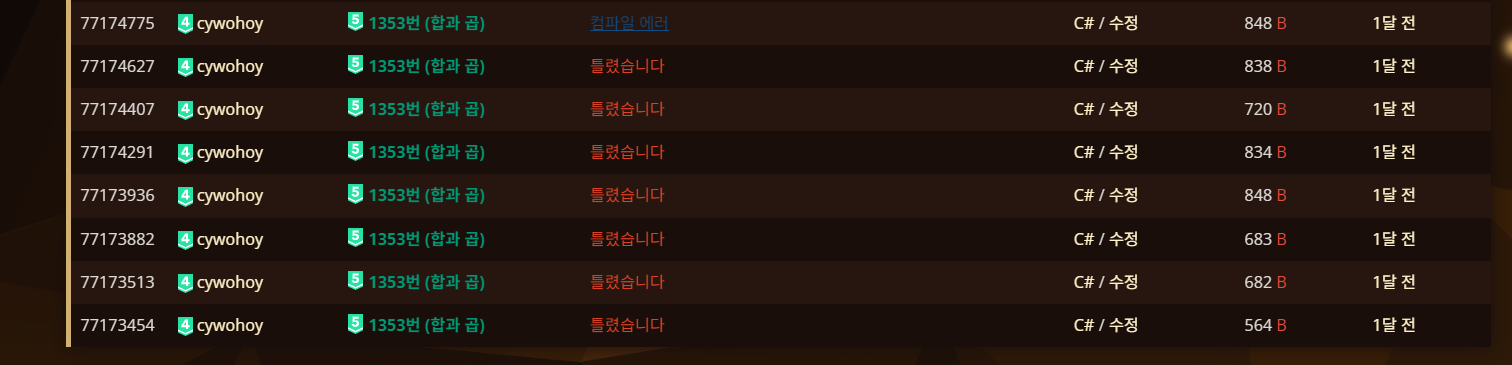 77174775 4 cywohoy 5 1353번 (합과 곱) 컴파일 에러 C# / 수정 848 B 1달 전
77174627 4 cywohoy 5 1353번 (합과 곱) 틀렸습니다 C# / 수정 838 B 1달 전
77174407 4 cywohoy 5 1353번 (합과 곱) 틀렸습니다 C# / 수정 720 B 1달 전
77174291 4 cywohoy 5 1353번 (합과 곱) 틀렸습니다 C# / 수정 834 B 1달 전
77173936 4 cywohoy 5 1353번 (합과 곱) 틀렸습니다 C# / 수정 848 B 1달 전
77173882 4 cywohoy 5 1353번 (합과 곱) 틀렸습니다 C# / 수정 683 B 1달 전
77173513 4 cywohoy 5 1353번 (합과 곱) 틀렸습니다 C# / 수정 682 B 1달 전
77173454 4 cywohoy 5 1353번 (합과 곱) 틀렸습니다 C# / 수정 564 B 1달 전